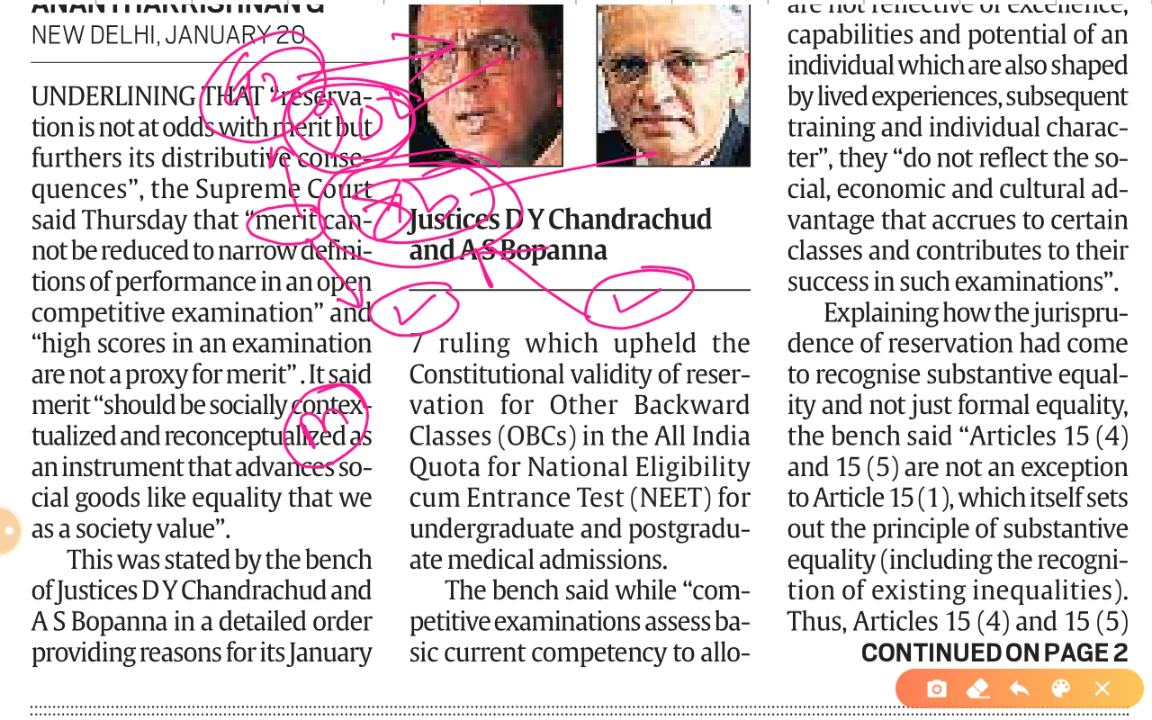 ANANTHAKRISHNAN G
NEW DELHI, JANUARY 20
UNDERLINING THAT “reserva-
tion is not at odds with merit but
furthers its distributive conse-
quences”, the Supreme Court
said Thursday that “merit can-
not be reduced to narrow defini-
tions of performance in an open
competitive examination” and
“high scores in an examination
are not a proxy for merit”. It said
merit “should be socially contex-
tualized and reconceptualized as
an instrument that advances so-
cial goods like equality that we
as a society value”.
This was stated by the bench
of Justices D Y Chandrachud and
A S Bopanna in a detailed order
providing reasons for its January
Justices D Y Chandrachud
and A S Bopanna
7 ruling which upheld the
Constitutional validity of reser-
vation for Other Backward
Classes (OBCs) in the All India
Quota for National Eligibility
cum Entrance Test (NEET) for
undergraduate and postgradu-
ate medical admissions.
The bench said while “com-
petitive examinations assess ba-
sic current competency to allo-
are not reflective of excellence,
capabilities and potential of an
individual which are also shaped
by lived experiences, subsequent
training and individual charac-
ter”, they “do not reflect the so-
cial, economic and cultural ad-
vantage that accrues to certain
classes and contributes to their
success in such examinations”.
Explaining how the jurispru-
dence of reservation had come
to recognise substantive equal-
ity and not just formal equality,
the bench said “Articles 15 (4)
and 15 (5) are not an exception
to Article 15 (1), which itself sets
out the principle of substantive
equality (including the recogni-
tion of existing inequalities).
Thus, Articles 15 (4) and 15 (5)
CONTINUED ON PAGE 2
m